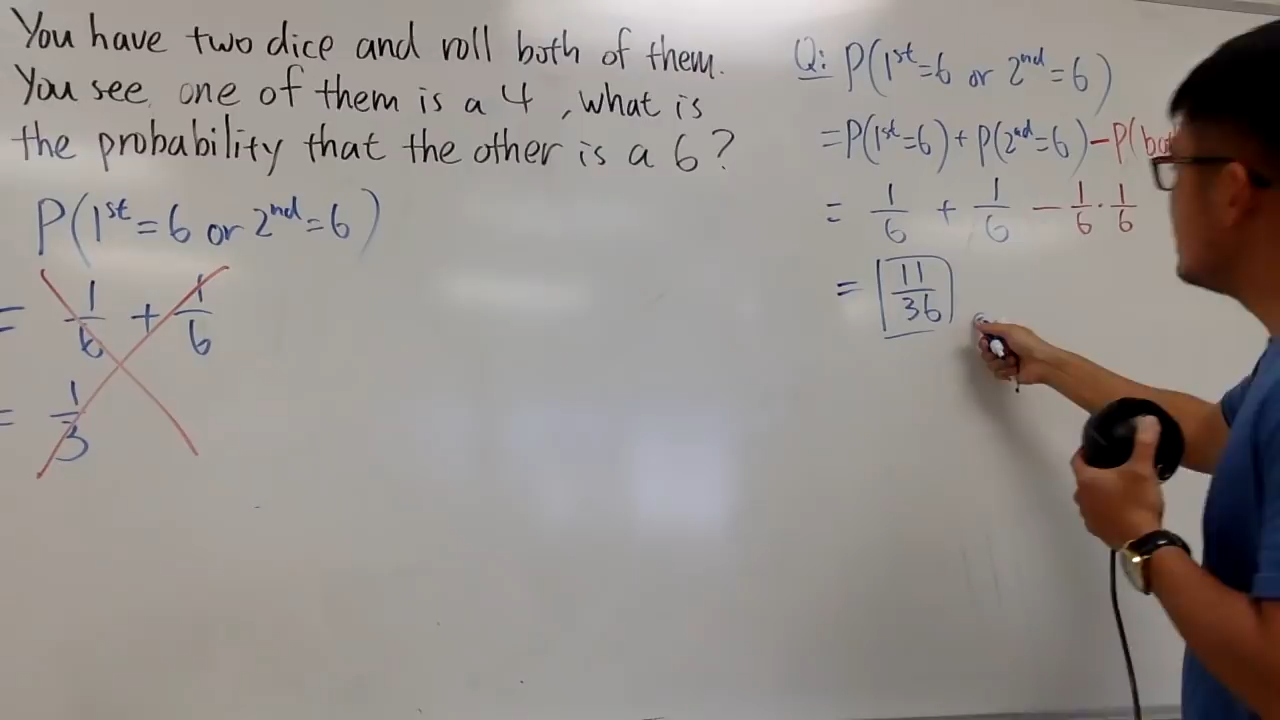 You have two dice and roll both of them.
You see one of them is a 4, what is
the probability that the other is a 6?
P(1st=6 or 2nd=6)
= 1/6 + 1/6
= 1/3
Q: P(1st=6 or 2nd=6)
=P(1st=6)+P(2nd=6)-P(
= 1/6 + 1/6 - 1/6 · 1/6
= 11/36